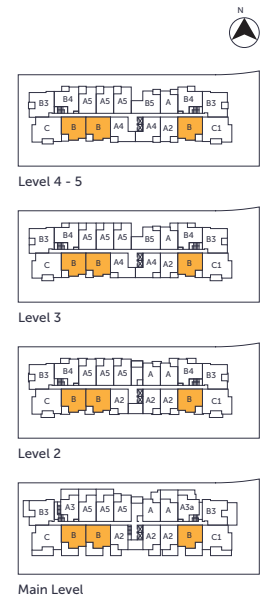 N
B3 B4 A5 A5 A5 B5 A B4 B3
C B B A4 A4 A2 B C1
Level 4 - 5
B3 B4 A5 A5 A5 B5 A B4 B3
C B B A4 A4 A2 B C1
Level 3
B3 B4 A5 A5 A5 A A B4 B3
C B B A2 A2 A2 B C1
Level 2
B3 A3 A5 A5 A5 A A A3a B3
C B B A2 A2 A2 B C1
Main Level